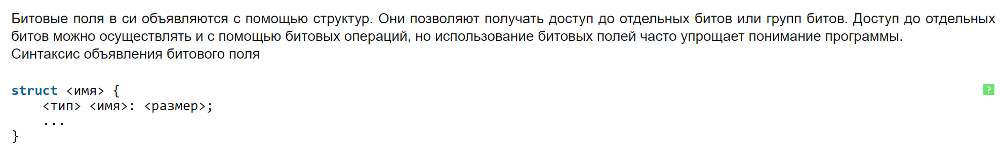 Битовые поля в си объявляются с помощью структур. Они позволяют получать доступ до отдельных битов или групп битов. Доступ до отдельных
битов можно осуществлять и с помощью битовых операций, но использование битовых полей часто упрощает понимание программы.
Синтаксис объявления битового поля
struct <имя> {
?
    <тип> <имя>: <размер>;
    ...
}